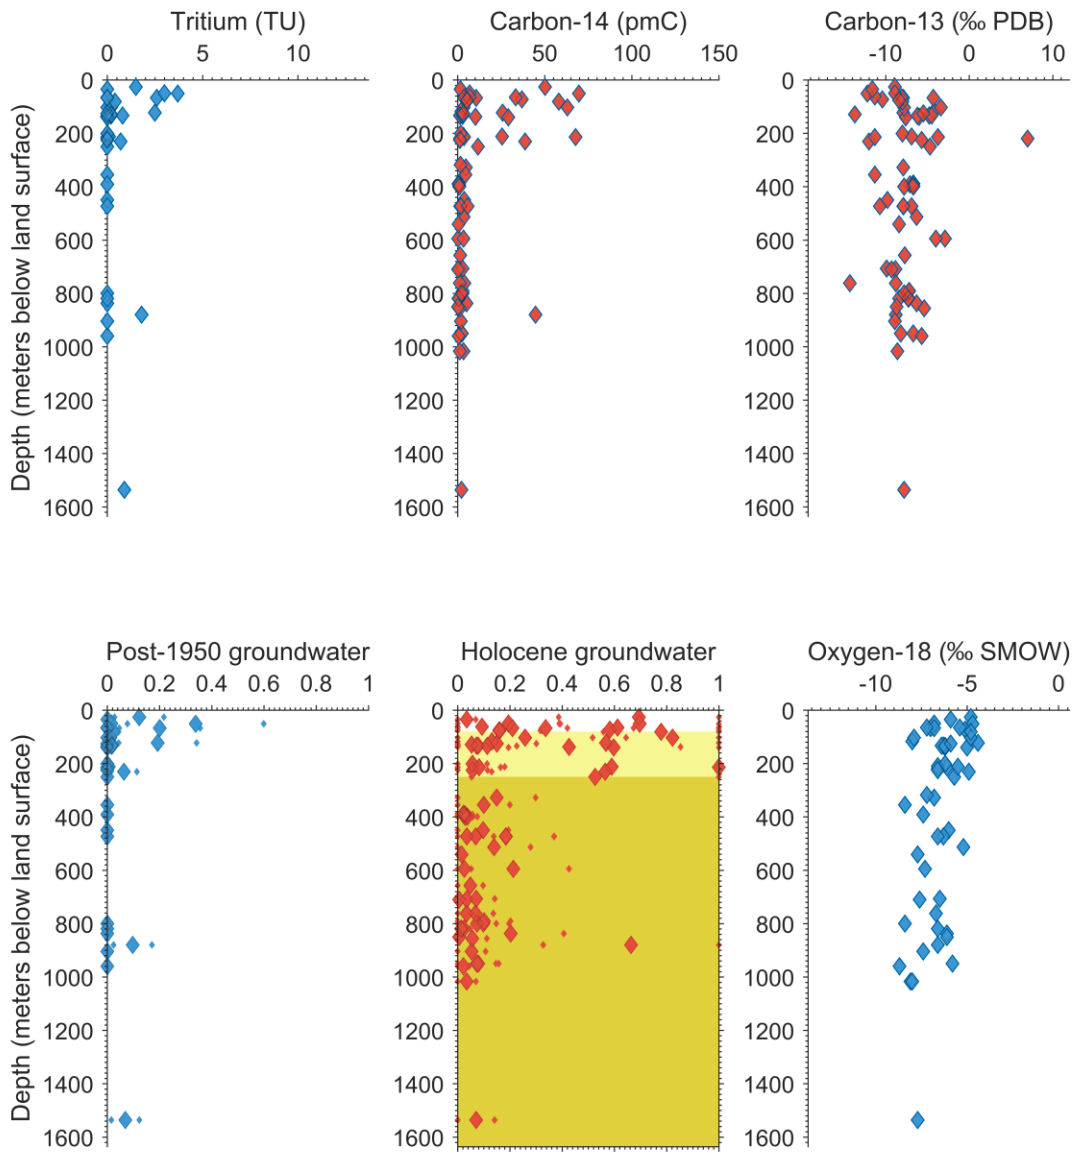 Tritium (TU) Carbon-14 (pmC) Carbon-13 (‰ PDB)
0 5 10 0 50 100 150 -10 0 10
0 0 0
200 200 200
400 400 400
600 600 600
800 800 800
1000 1000 1000
1200 1200 1200
1400 1400 1400
1600 1600 1600
Depth (meters below land surface)
Post-1950 groundwater Holocene groundwater Oxygen-18 (‰ SMOW)
0 0.2 0.4 0.6 0.8 1 0 0.2 0.4 0.6 0.8 1 -10 -5 0
0 0 0
200 200 200
400 400 400
600 600 600
800 800 800
1000 1000 1000
1200 1200 1200
1400 1400 1400
1600 1600 1600
Depth (meters below land surface)